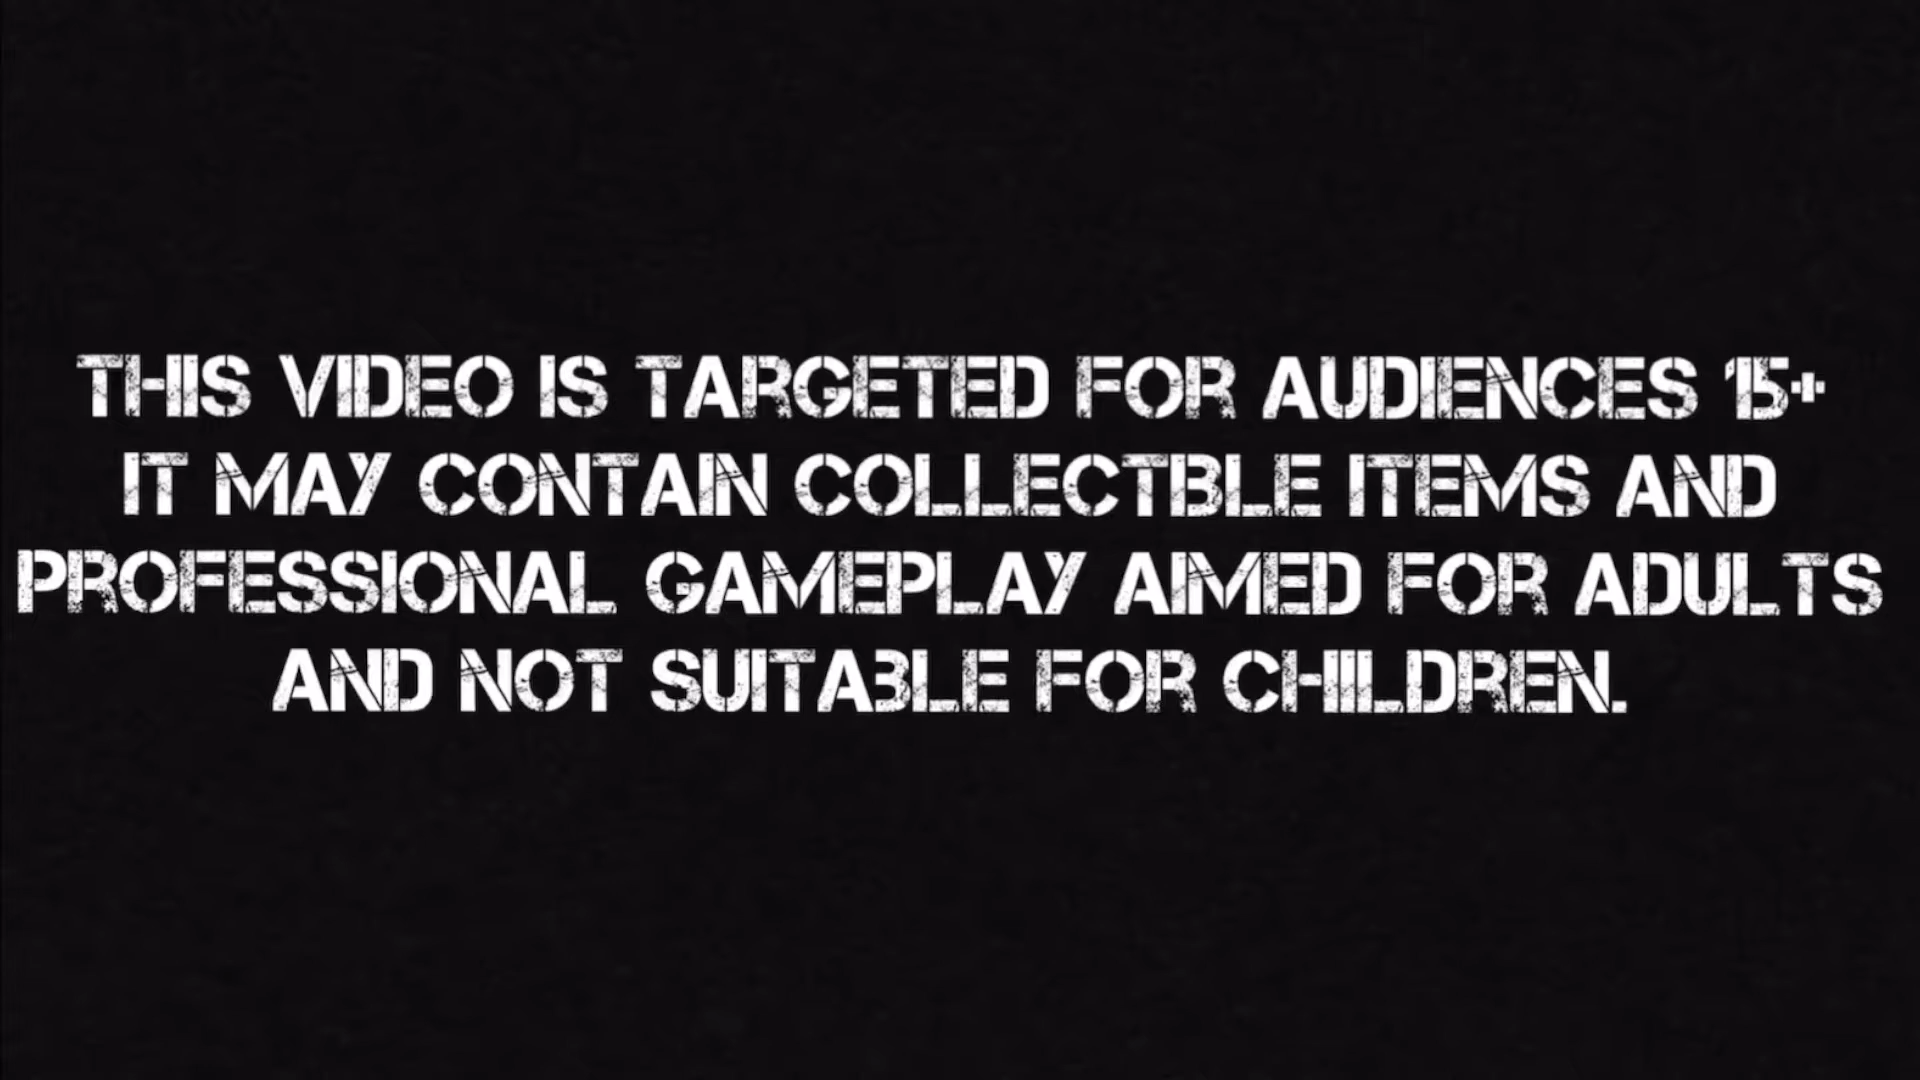 THIS VIDEO IS TARGETED FOR AUDIENCES 15+
IT MAY CONTAIN COLLECTBLE ITEMS AND
PROFESSIONAL GAMEPLAY AIMED FOR ADULTS
AND NOT SUITABLE FOR CHILDREN.